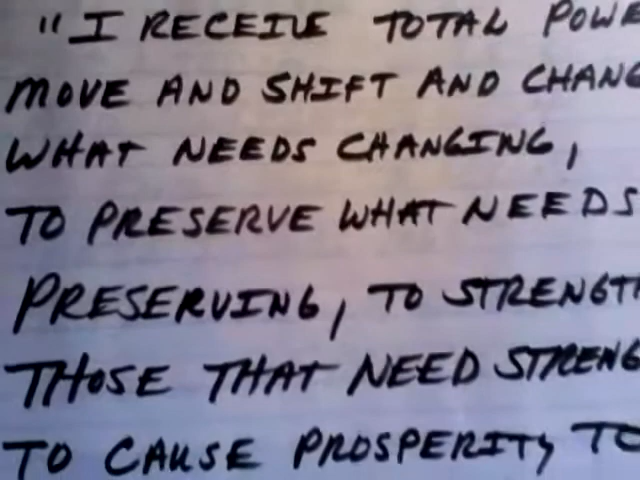 "I RECEIVE TOTAL POWE
MOVE AND SHIFT AND CHANG
WHAT NEEDS CHANGING,
TO PRESERVE WHAT NEEDS
PRESERVING, TO STRENGTH
THOSE THAT NEED STRENG
TO CAUSE PROSPERITY TO